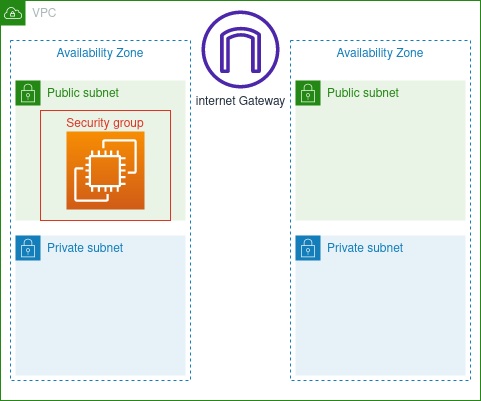 VPC
Availability Zone
Availability Zone
internet Gateway
Public subnet
Public subnet
Security group
Private subnet
Private subnet